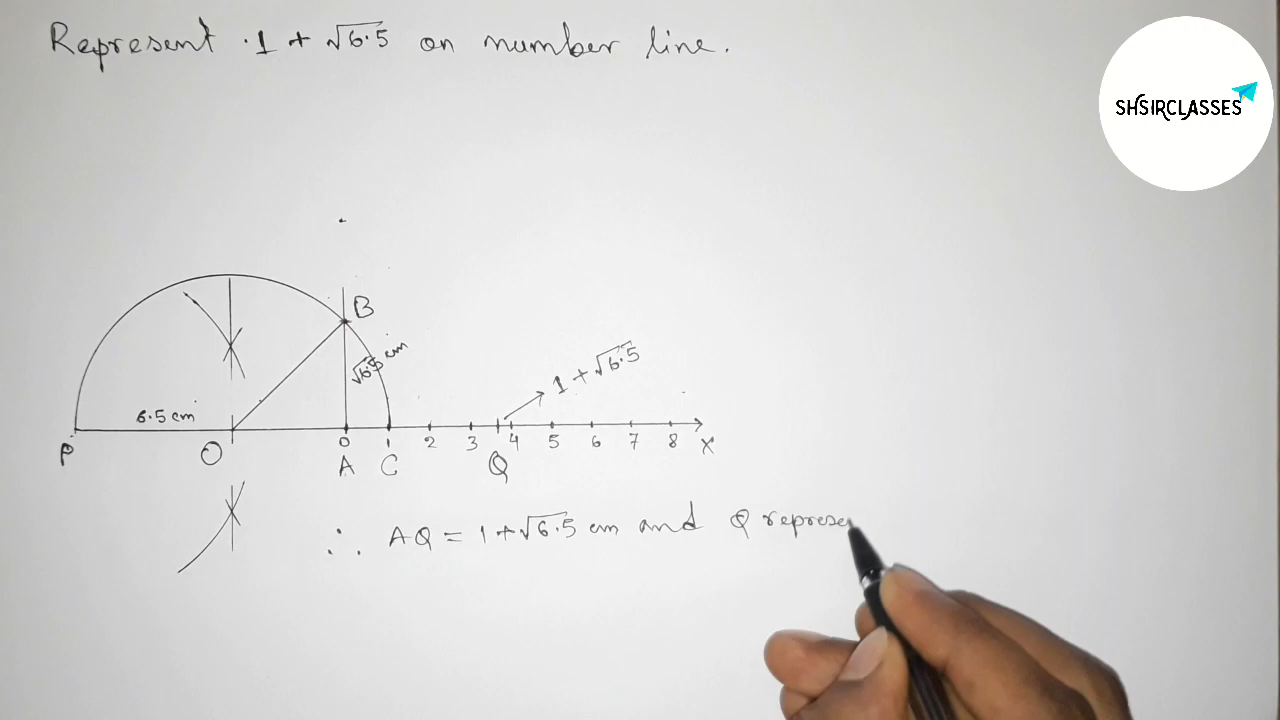 Represent · 1 + √6.5 on number line.
SHSIRCLASSES
B
√6.5 cm
1 + √6.5
6.5 cm
P O 0 1 2 3 4 5 6 7 8 X
A C Q
∴ AQ = 1 + √6.5 cm and Q represe